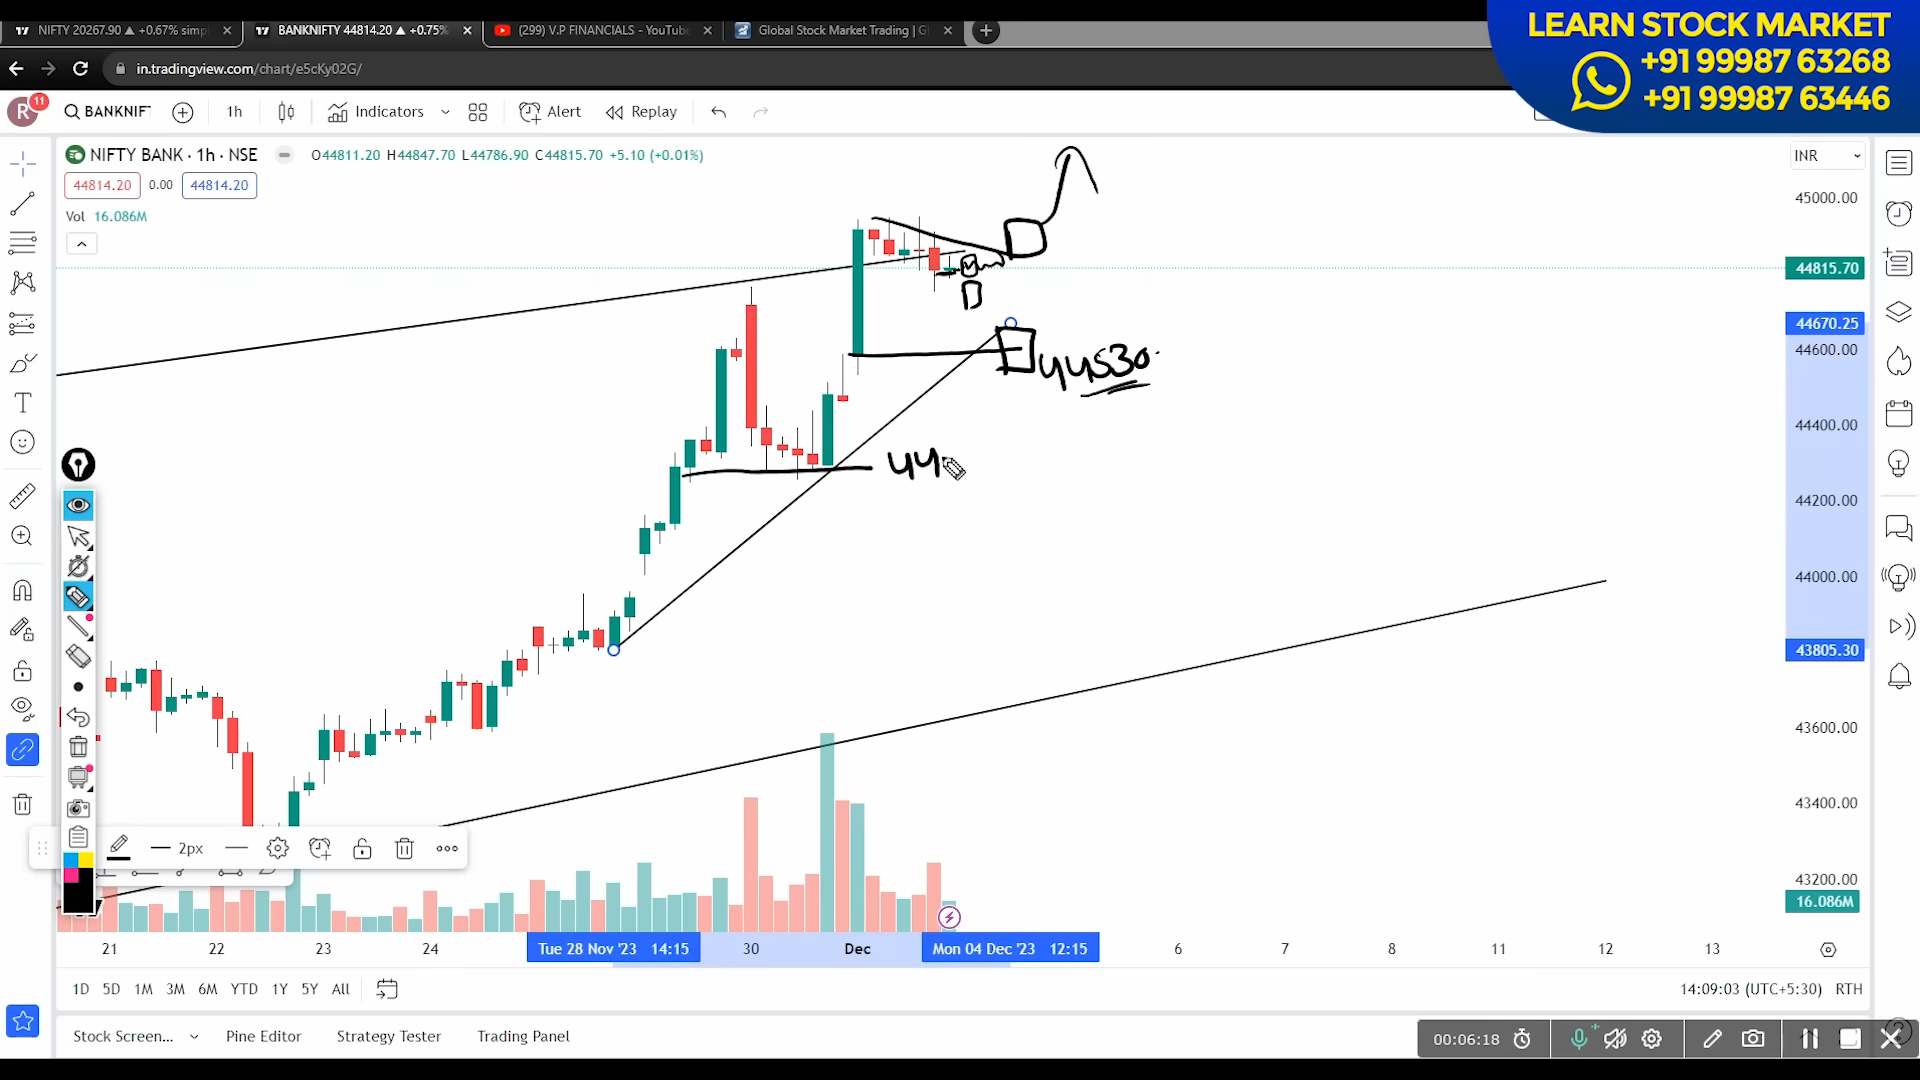 NIFTY 20267.90 ▲ +0.67% simpl
BANKNIFTY 44814.20 ▲ +0.75%
(299) V.P FINANCIALS - YouTube
Global Stock Market Trading | G
LEARN STOCK MARKET
+91 99987 63268
+91 99987 63446
in.tradingview.com/chart/e5cKy02G/
R
11
BANKNIFT
1h
Indicators
Alert
Replay
NIFTY BANK · 1h · NSE
O44811.20 H44847.70 L44786.90 C44815.70 +5.10 (+0.01%)
INR
44814.20
0.00
44814.20
Vol 16.086M
45000.00
44815.70
44670.25
44600.00
44530
44400.00
44
44200.00
44000.00
43805.30
43600.00
43400.00
43200.00
16.086M
2px
21
22
23
24
Tue 28 Nov '23 14:15
30
Dec
Mon 04 Dec '23 12:15
6
7
8
11
12
13
1D
5D
1M
3M
6M
YTD
1Y
5Y
All
14:09:03 (UTC+5:30)
RTH
Stock Screen...
Pine Editor
Strategy Tester
Trading Panel
00:06:18